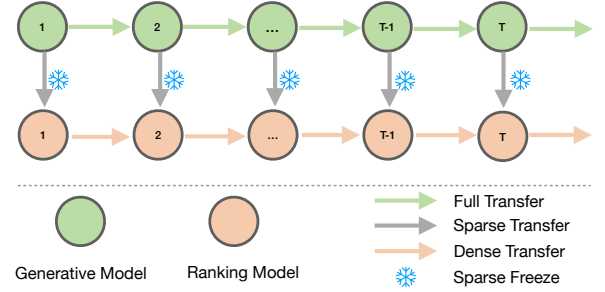 1 2 ... T-1 T
1 2 ... T-1 T
Full Transfer
Sparse Transfer
Dense Transfer
Sparse Freeze
Generative Model Ranking Model